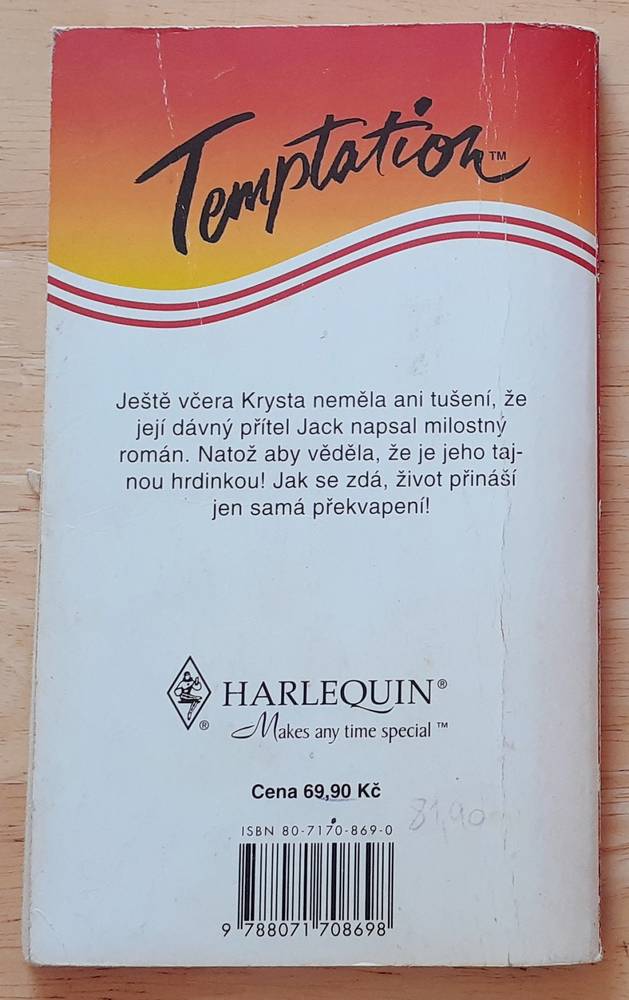 Temptation™
Ještě včera Krysta neměla ani tušení, že
její dávný přítel Jack napsal milostný
román. Natož aby věděla, že je jeho taj-
nou hrdinkou! Jak se zdá, život přináší
jen samá překvapení!
HARLEQUIN®
®
Makes any time special™
Cena 69,90 Kč
81,90
ISBN 80-7170-869-0
9 788071 708698